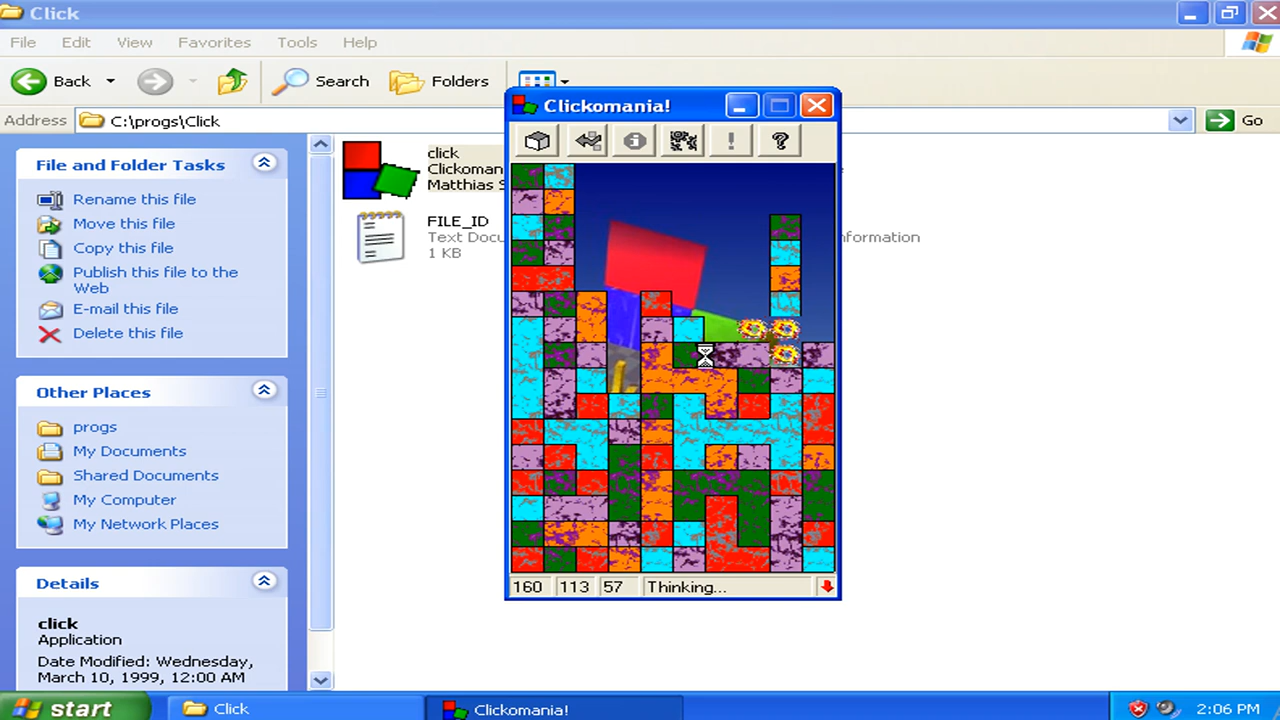 Click
File Edit View Favorites Tools Help
Back Search Folders
Address C:\progs\Click Go
File and Folder Tasks
Rename this file
Move this file
Copy this file
Publish this file to the
Web
E-mail this file
Delete this file
Other Places
progs
My Documents
Shared Documents
My Computer
My Network Places
Details
click
Application
Date Modified: Wednesday,
March 10, 1999, 12:00 AM
click
Clickoman
Matthias S
FILE_ID
Text Docu
1 KB
ormation
Clickomania!
160 113 57 Thinking...
start Click Clickomania! 2:06 PM